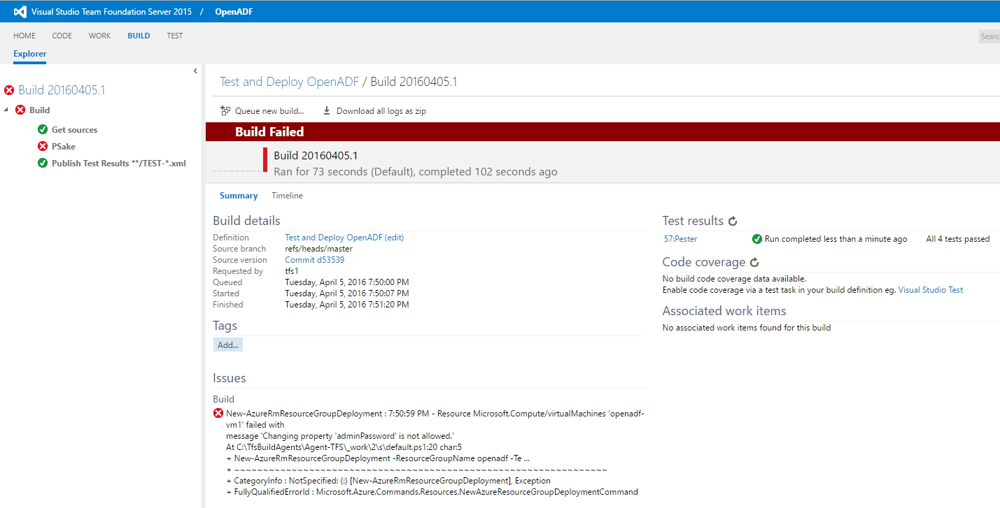 Visual Studio Team Foundation Server 2015 / OpenADF
HOME CODE WORK BUILD TEST
Searc
Explorer
Build 20160405.1
Build
Get sources
PSake
Publish Test Results **/TEST-*.xml
Test and Deploy OpenADF / Build 20160405.1
Queue new build... Download all logs as zip
Build Failed
Build 20160405.1
Ran for 73 seconds (Default), completed 102 seconds ago
Summary Timeline
Build details
Definition Test and Deploy OpenADF (edit)
Source branch refs/heads/master
Source version Commit d53539
Requested by tfs1
Queued Tuesday, April 5, 2016 7:50:00 PM
Started Tuesday, April 5, 2016 7:50:07 PM
Finished Tuesday, April 5, 2016 7:51:20 PM
Tags
Add...
Issues
Build
New-AzureRmResourceGroupDeployment : 7:50:59 PM - Resource Microsoft.Compute/virtualMachines 'openadf-
vm1' failed with
message 'Changing property 'adminPassword' is not allowed.'
At C:\TfsBuildAgents\Agent-TFS\_work\2\s\default.ps1:20 char:5
+ New-AzureRmResourceGroupDeployment -ResourceGroupName openadf -Te ...
+ ~~~~~~~~~~~~~~~~~~~~~~~~~~~~~~~~~~~~~~~~~~~~~~~~~~~~~~~~~~~~~~~~~
+ CategoryInfo : NotSpecified: (:) [New-AzureRmResourceGroupDeployment], Exception
+ FullyQualifiedErrorId : Microsoft.Azure.Commands.Resources.NewAzureResourceGroupDeploymentCommand
Test results
57:Pester Run completed less than a minute ago All 4 tests passed
Code coverage
No build code coverage data available.
Enable code coverage via a test task in your build definition eg. Visual Studio Test
Associated work items
No associated work items found for this build